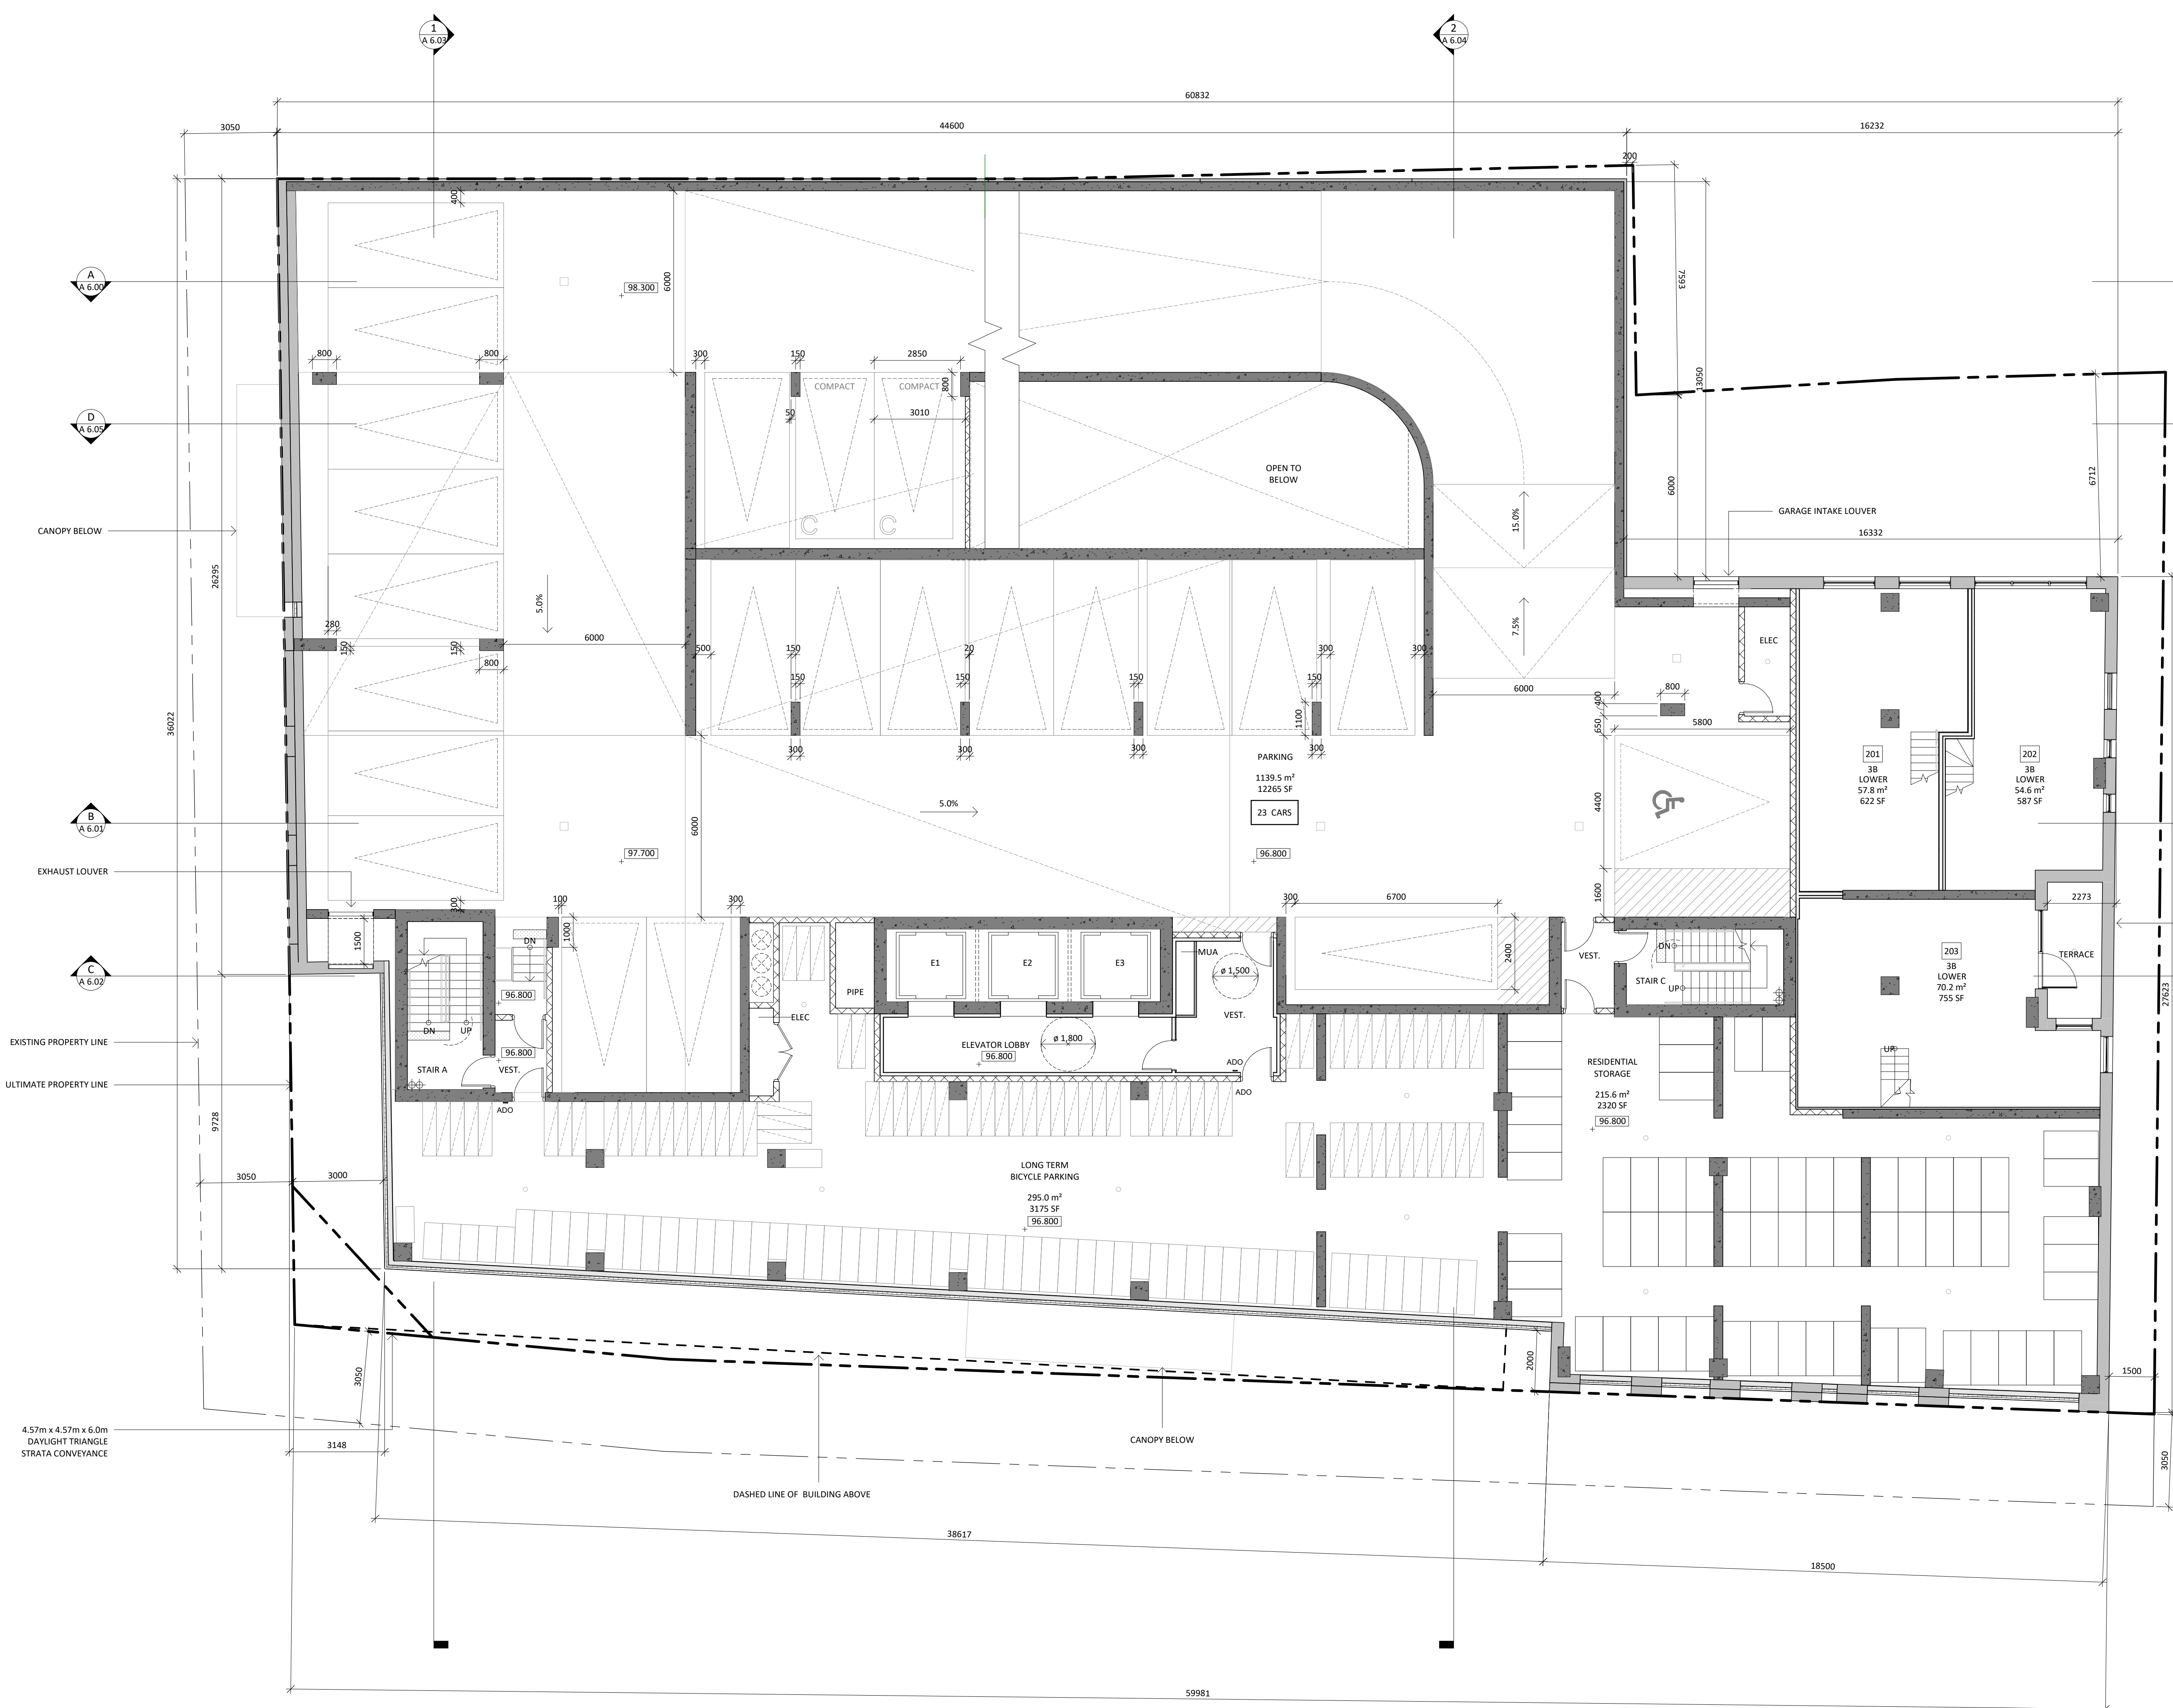 1
A 6.03
2
A 6.04
60832
3050
44600
16232
200
400
7593
A
A 6.00
98.300
6000
13050
800
800
300
150
2850
COMPACT
COMPACT
800
50
3010
D
A 6.05
6712
OPEN TO
BELOW
6000
15.0%
GARAGE INTAKE LOUVER
16332
CANOPY BELOW
26295
36022
5.0%
280
150
150
6000
800
500
150
20
300
300
150
150
150
150
7.5%
ELEC
6000
800
400
650
5800
1100
300
300
300
300
PARKING
1139.5 m²
12265 SF
23 CARS
201
3B
LOWER
57.8 m²
622 SF
202
3B
LOWER
54.6 m²
587 SF
5.0%
4400
B
A 6.01
6000
97.700
96.800
EXHAUST LOUVER
300
100
1000
300
300
6700
1600
2273
1500
DN
2400
VEST.
DN
STAIR C
UP
203
3B
LOWER
70.2 m²
755 SF
TERRACE
C
A 6.02
E1
E2
E3
MUA
ø 1,500
PIPE
96.800
27623
DN
UP
ELEC
VEST.
EXISTING PROPERTY LINE
ELEVATOR LOBBY
96.800
ø 1,800
96.800
STAIR A
VEST.
ADO
ADO
UP
RESIDENTIAL
STORAGE
215.6 m²
2320 SF
96.800
ULTIMATE PROPERTY LINE
ADO
9728
3050
3000
LONG TERM
BICYCLE PARKING
295.0 m²
3175 SF
96.800
3050
2000
1500
4.57m x 4.57m x 6.0m
DAYLIGHT TRIANGLE
STRATA CONVEYANCE
3148
CANOPY BELOW
3050
DASHED LINE OF BUILDING ABOVE
38617
18500
59981